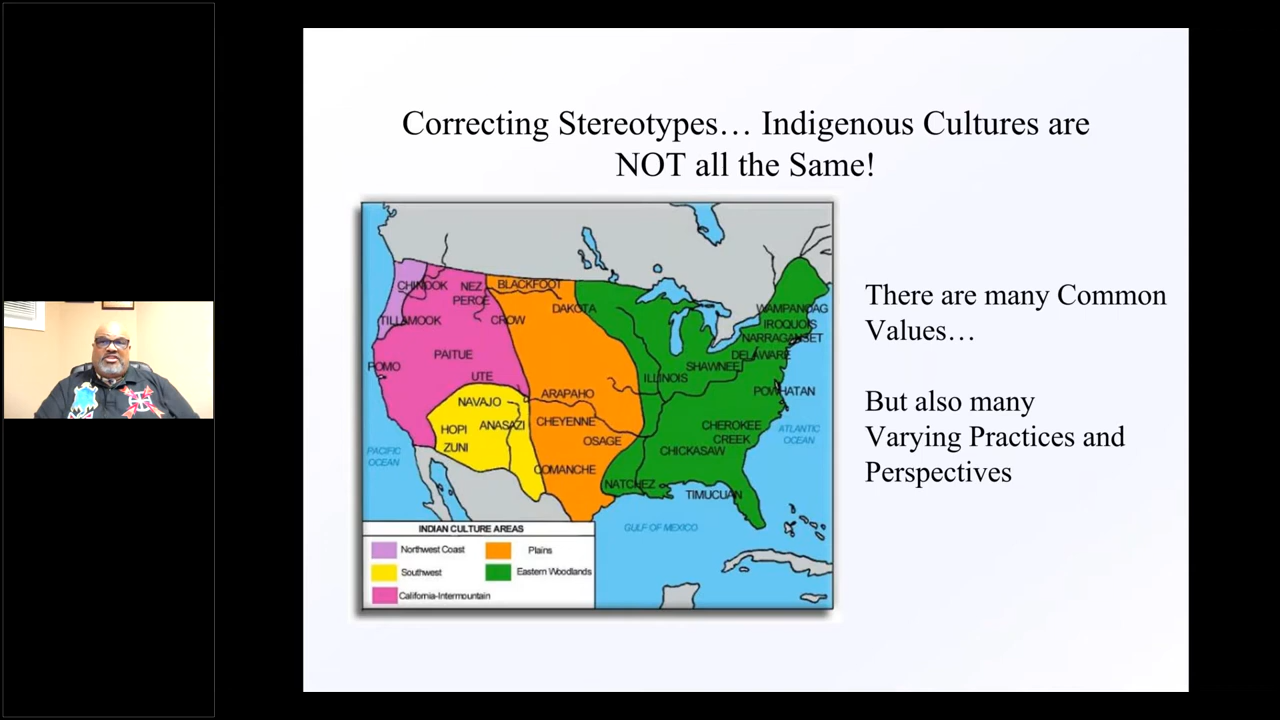 Correcting Stereotypes… Indigenous Cultures are
NOT all the Same!
CHINOOK
NEZ
PERCE
BLACKFOOT
DAKOTA
TILLAMOOK
CROW
WAMPANOAG
IROQUOIS
NARRAGANSET
DELAWARE
PAITUE
POMO
UTE
SHAWNEE
ILLINOIS
NAVAJO
ARAPAHO
POWHATAN
HOPI
ANASAZI
CHEYENNE
CHEROKEE
CREEK
ATLANTIC
OCEAN
ZUNI
OSAGE
CHICKASAW
PACIFIC
OCEAN
COMANCHE
NATCHEZ
TIMUCUAN
GULF OF MEXICO
INDIAN CULTURE AREAS
Northwest Coast
Plains
Southwest
Eastern Woodlands
California-Intermountain
There are many Common
Values…
But also many
Varying Practices and
Perspectives